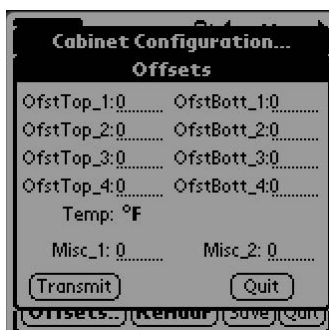 Cabinet Configuration...
Offsets
OfstTop_1:0 OfstBott_1:0
OfstTop_2:0 OfstBott_2:0
OfstTop_3:0 OfstBott_3:0
OfstTop_4:0 OfstBott_4:0
Temp: °F
Misc_1: 0 Misc_2: 0
Transmit Quit
Offsets.. Save Quit